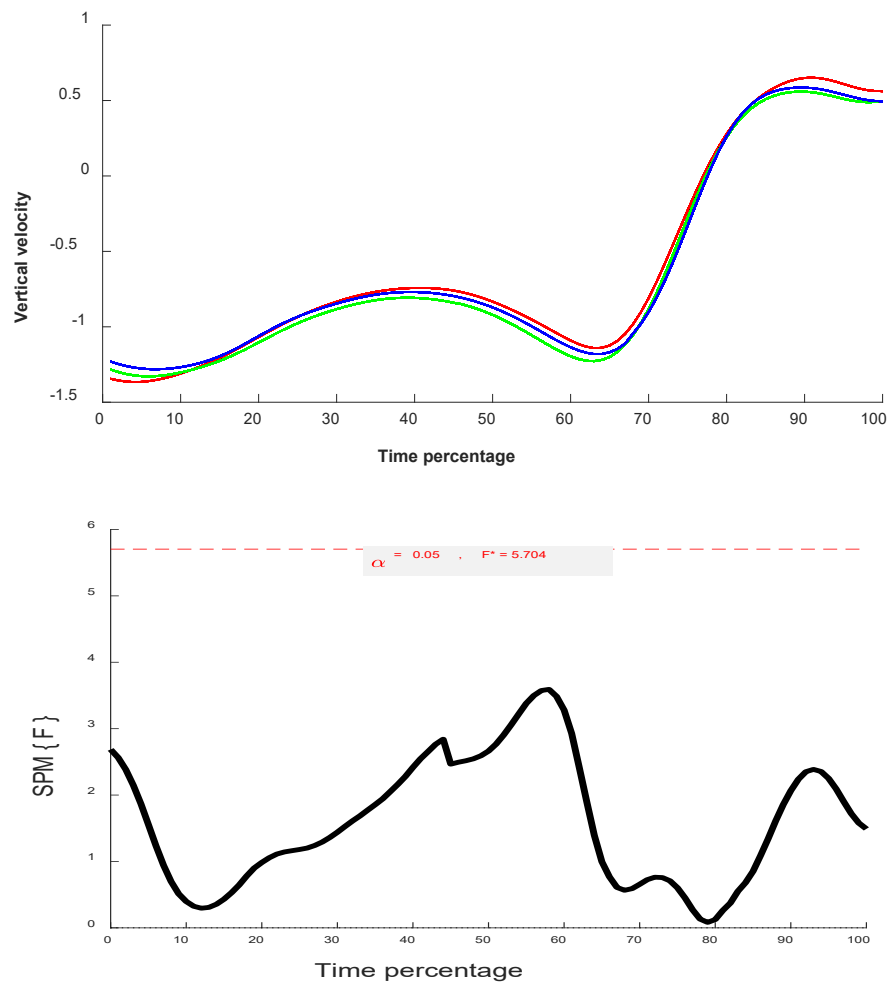 1
0.5
0
-0.5
-1
-1.5
Vertical velocity
0 10 20 30 40 50 60 70 80 90 100
Time percentage
6
5
4
3
2
1
0
α = 0.05 , F* = 5.704
SPM { F }
0 10 20 30 40 50 60 70 80 90 100
Time percentage